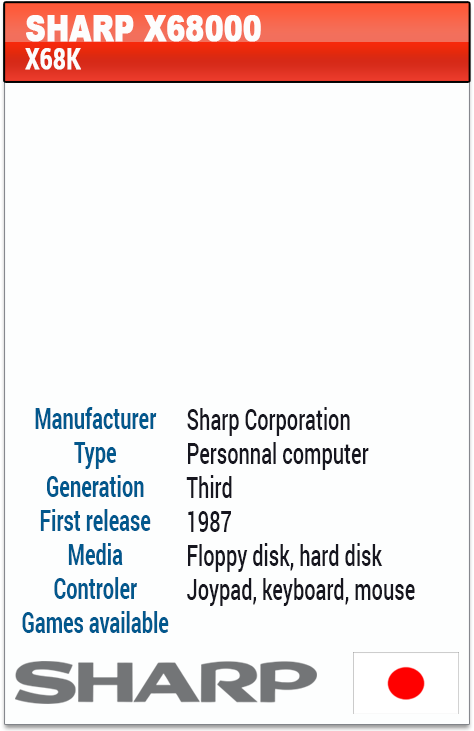 SHARP X68000
X68K
Manufacturer Sharp Corporation
Type Personnal computer
Generation Third
First release 1987
Media Floppy disk, hard disk
Controler Joypad, keyboard, mouse
Games available
SHARP